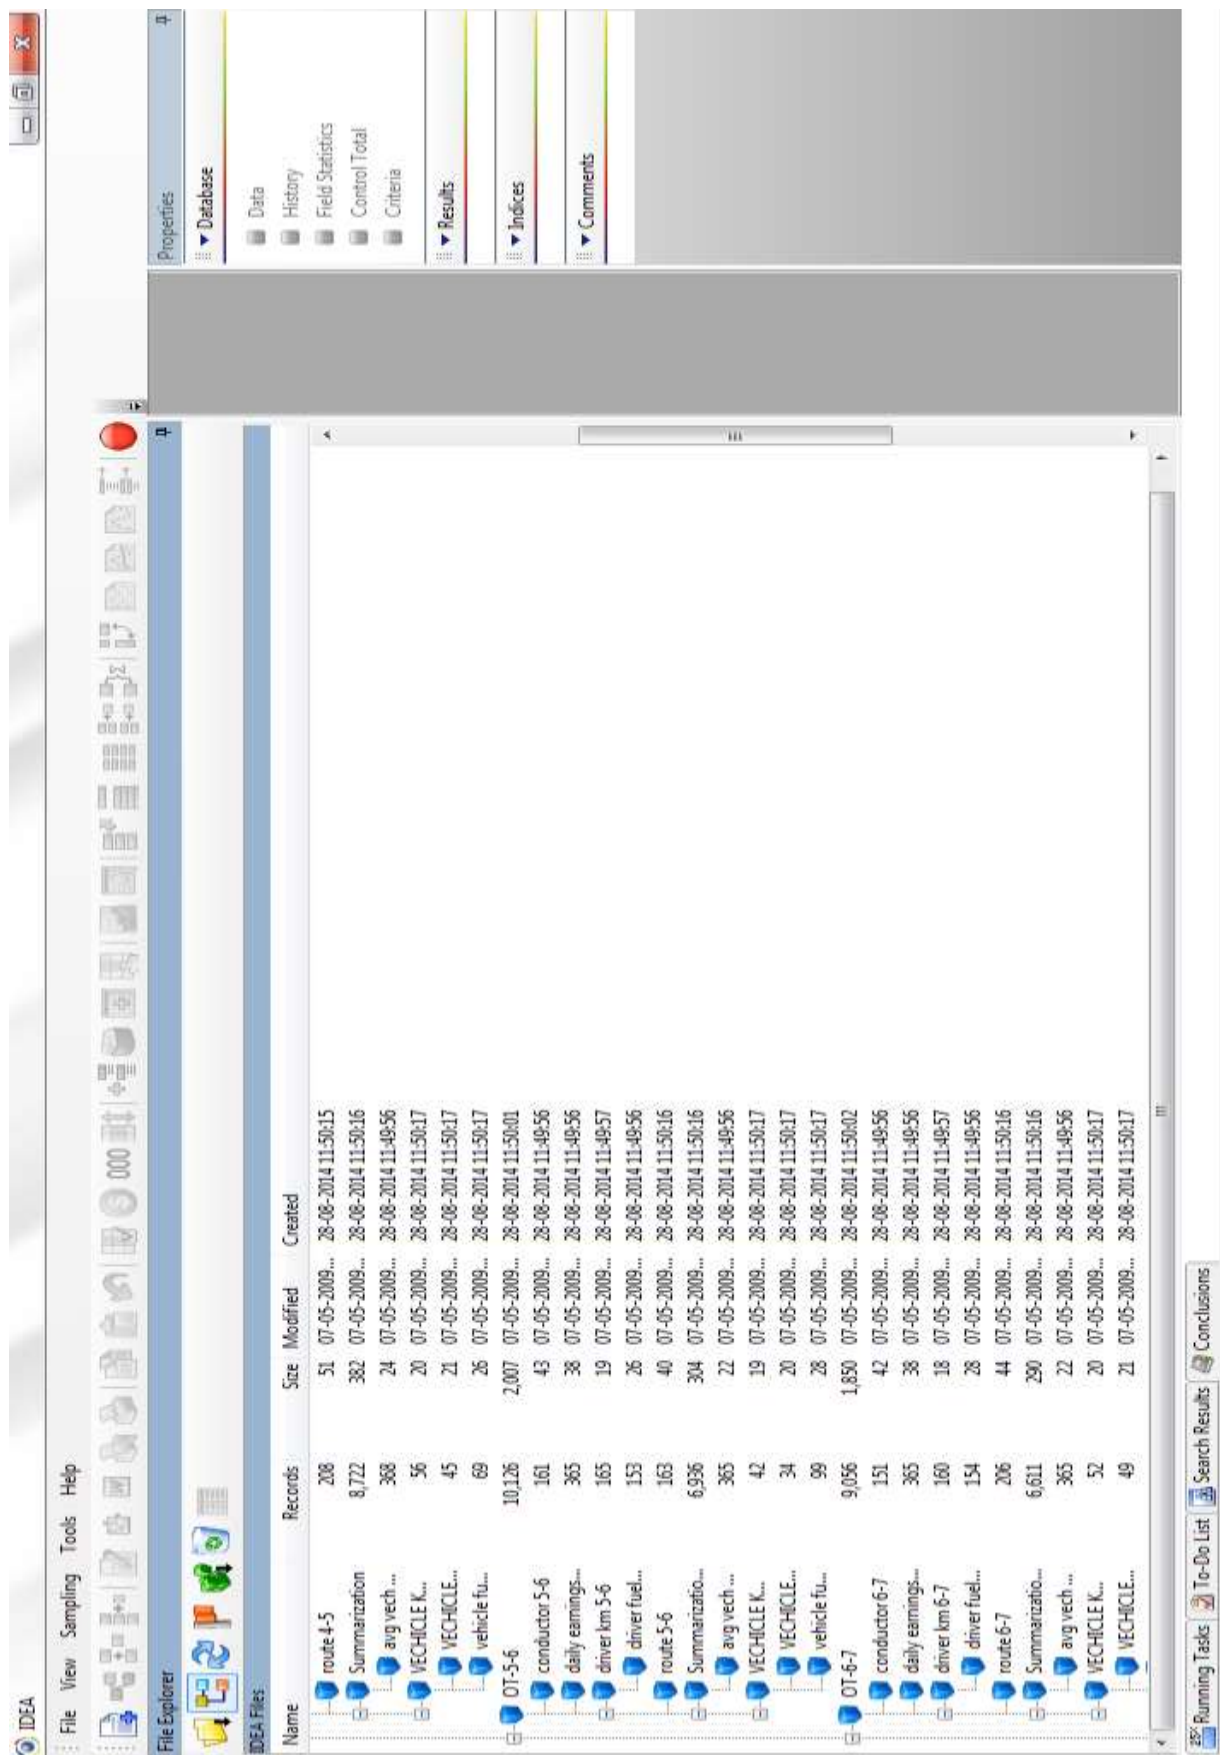 IDEA
File View Sampling Tools Help
File Explorer
IDEA Files
Name Records Size Modified Created
route 4-5 208 51 07-05-2009... 28-08-2014 11:50:15
Summarization 8,722 382 07-05-2009... 28-08-2014 11:50:16
avg vech ... 368 24 07-05-2009... 28-08-2014 11:49:56
VECHICLE K... 56 20 07-05-2009... 28-08-2014 11:50:17
VECHICLE... 45 21 07-05-2009... 28-08-2014 11:50:17
vehicle fu... 69 26 07-05-2009... 28-08-2014 11:50:17
OT-5-6 10,126 2,007 07-05-2009... 28-08-2014 11:50:01
conductor 5-6 161 43 07-05-2009... 28-08-2014 11:49:56
daily earnings... 365 38 07-05-2009... 28-08-2014 11:49:56
driver km 5-6 165 19 07-05-2009... 28-08-2014 11:49:57
driver fuel... 153 26 07-05-2009... 28-08-2014 11:49:56
route 5-6 163 40 07-05-2009... 28-08-2014 11:50:16
Summarizatio... 6,936 304 07-05-2009... 28-08-2014 11:50:16
avg vech ... 365 22 07-05-2009... 28-08-2014 11:49:56
VECHICLE K... 42 19 07-05-2009... 28-08-2014 11:50:17
VECHICLE... 34 20 07-05-2009... 28-08-2014 11:50:17
vehicle fu... 99 28 07-05-2009... 28-08-2014 11:50:17
OT-6-7 9,056 1,850 07-05-2009... 28-08-2014 11:50:02
conductor 6-7 151 42 07-05-2009... 28-08-2014 11:49:56
daily earnings... 365 38 07-05-2009... 28-08-2014 11:49:56
driver km 6-7 160 18 07-05-2009... 28-08-2014 11:49:57
driver fuel... 154 28 07-05-2009... 28-08-2014 11:49:56
route 6-7 206 44 07-05-2009... 28-08-2014 11:50:16
Summarizatio... 6,611 290 07-05-2009... 28-08-2014 11:50:16
avg vech ... 365 22 07-05-2009... 28-08-2014 11:49:56
VECHICLE K... 52 20 07-05-2009... 28-08-2014 11:50:17
VECHICLE... 49 21 07-05-2009... 28-08-2014 11:50:17
Properties
Database
Data
History
Field Statistics
Control Total
Criteria
Results
Indices
Comments
Running Tasks To-Do List Search Results Conclusions